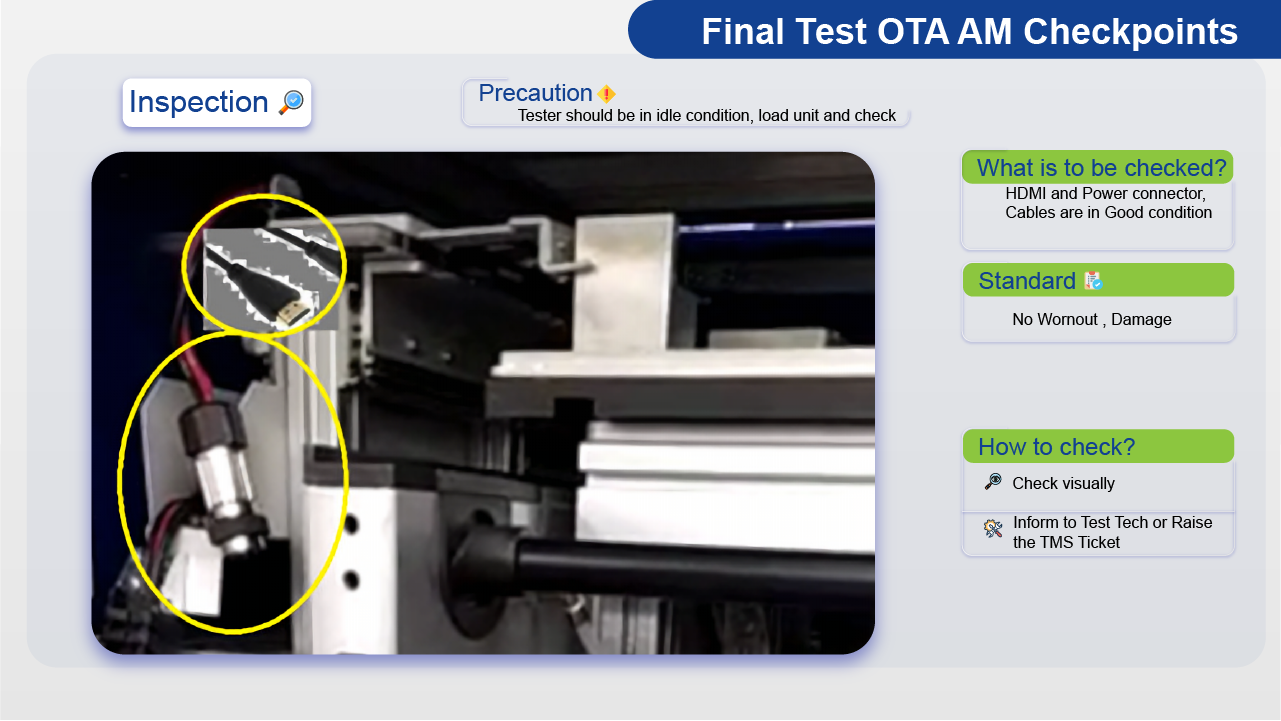 Final Test OTA AM Checkpoints
Inspection
Precaution
Tester should be in idle condition, load unit and check
What is to be checked?
HDMI and Power connector,
Cables are in Good condition
Standard
No Wornout , Damage
How to check?
Check visually
Inform to Test Tech or Raise
the TMS Ticket